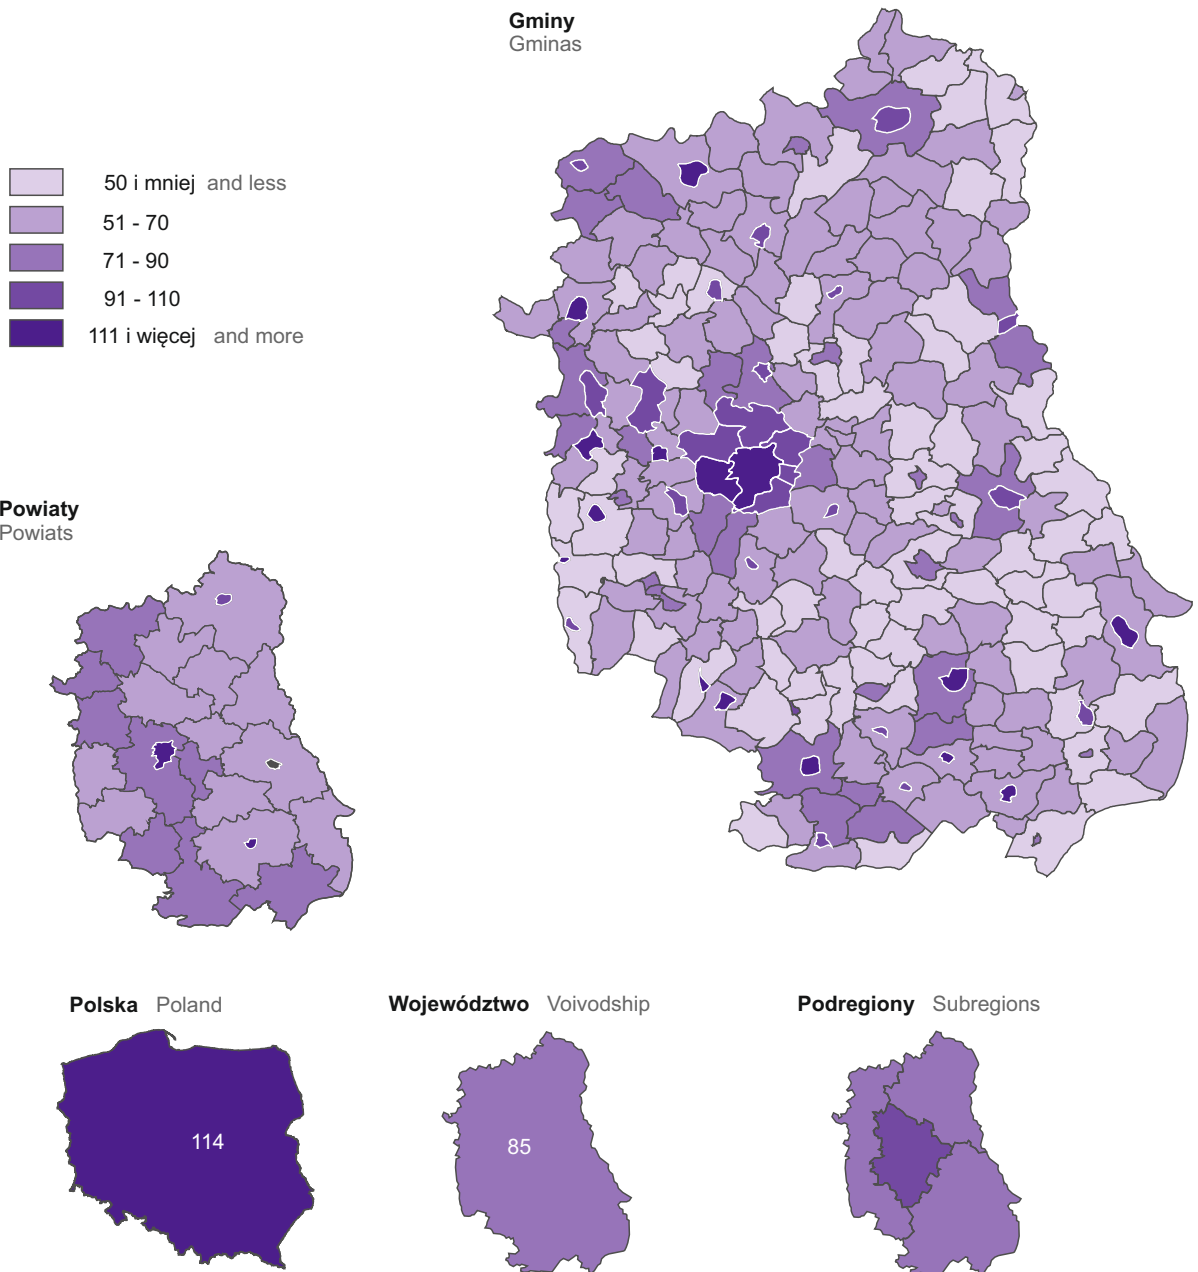 Gminy
Gminas
50 i mniej and less
51 - 70
71 - 90
91 - 110
111 i więcej and more
Powiaty
Powiats
Polska Poland
Województwo Voivodship
Podregiony Subregions
114
85